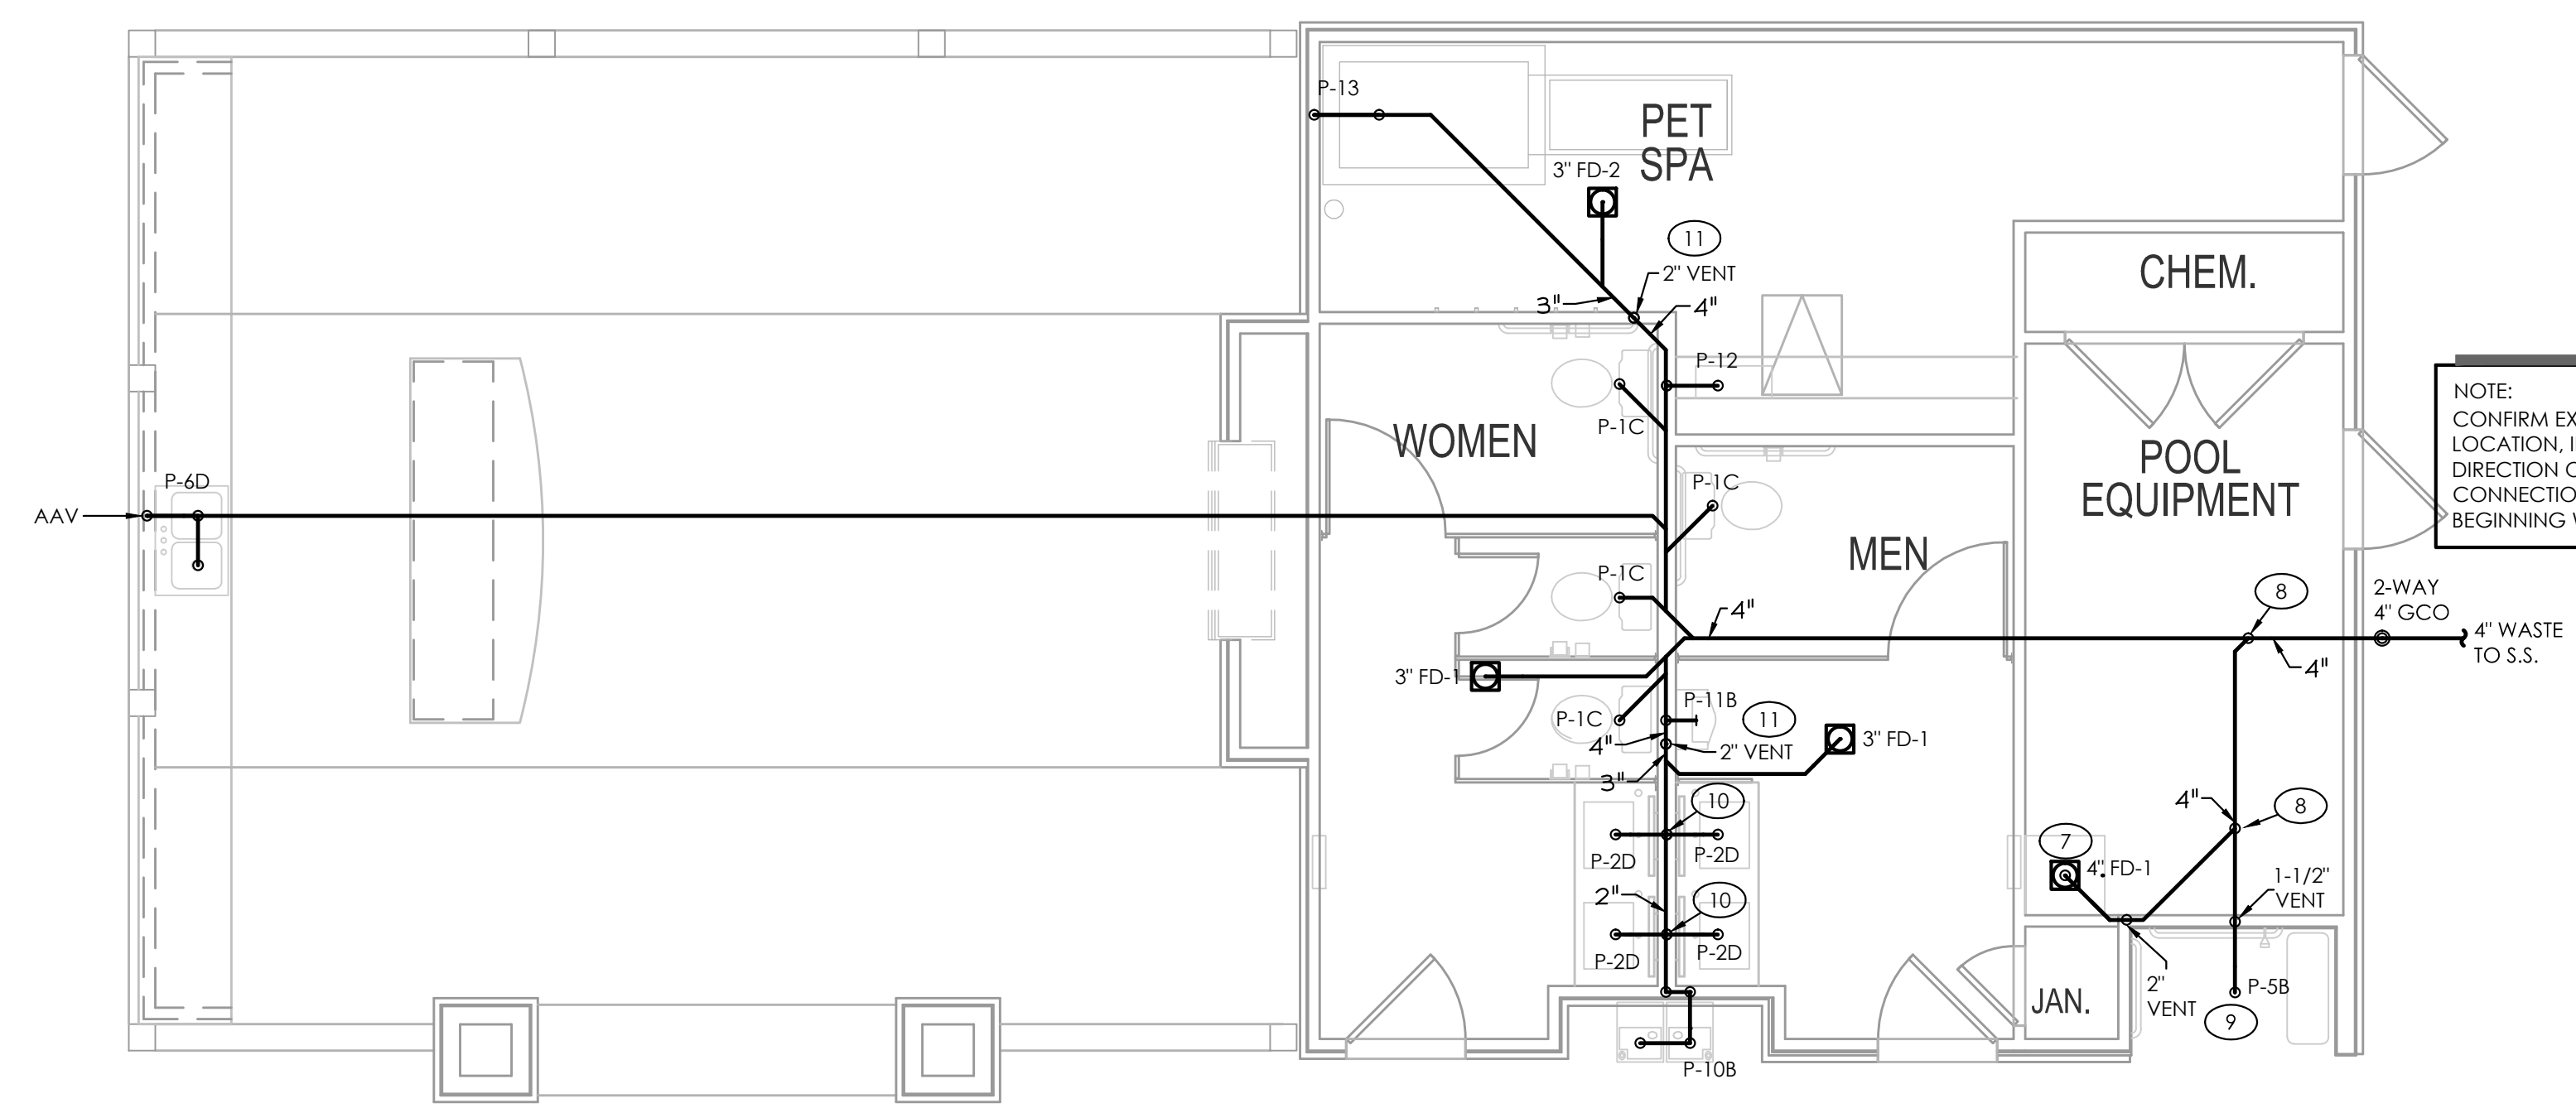 P-13
PET
SPA
3" FD-2
11
2" VENT
3"
4"
CHEM.
P-12
NOTE:
CONFIRM
LOCATION,
DIRECTION
BEGINNING
WOMEN
P-1C
POOL
EQUIPMENT
P-6D
P-1C
AAV
MEN
P-1C
8
2-WAY
4" GCO
4"
4" WASTE
TO S.S.
4"
3" FD-1
P-11B
P-1C
11
4"
2" VENT
3" FD-1
3"
10
4"
8
7
P-2D
P-2D
4" FD-1
1-1/2"
VENT
2"
10
P-2D
P-2D
2"
VENT
P-5B
JAN.
9
P-10B